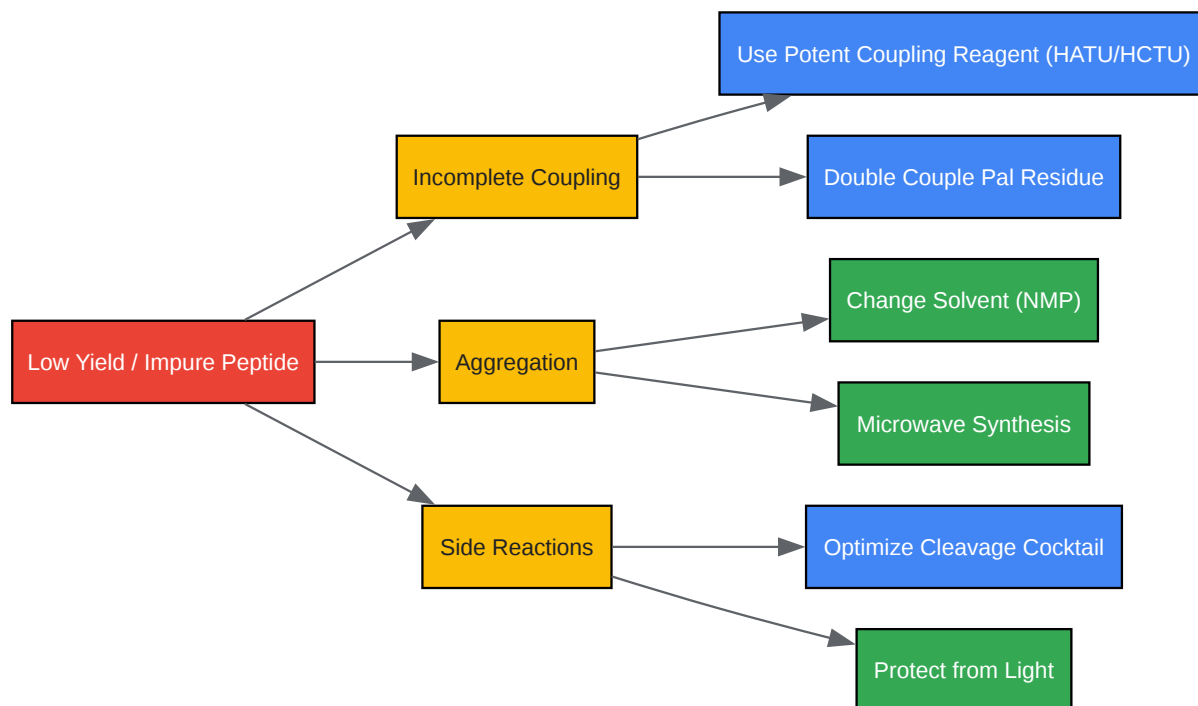 Use Potent Coupling Reagent (HATU/HCTU)
Incomplete Coupling
Double Couple Pal Residue
Change Solvent (NMP)
Low Yield / Impure Peptide
Aggregation
Microwave Synthesis
Side Reactions
Optimize Cleavage Cocktail
Protect from Light